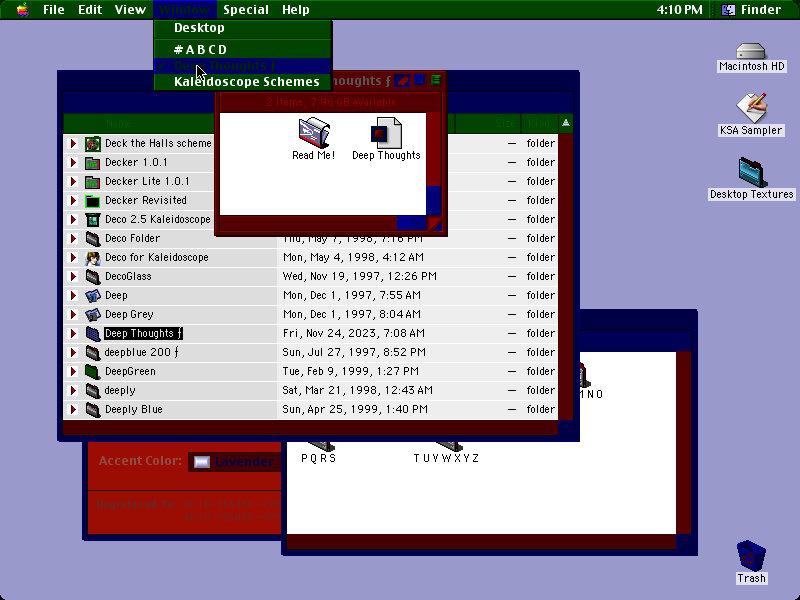 File Edit View Window Special Help 4:10 PM Finder
Desktop
# A B C D
Deep Thoughts ƒ
Kaleidoscope Schemes
houghts ƒ
2 items, 7.96 GB available
Read Me!
Deep Thoughts
Name Size Kind
Deck the Halls scheme — folder
Decker 1.0.1 — folder
Decker Lite 1.0.1 — folder
Decker Revisited — folder
Deco 2.5 Kaleidoscope — folder
Deco Folder Thu, May 7, 1998, 7:16 PM — folder
Deco for Kaleidoscope Mon, May 4, 1998, 4:12 AM — folder
DecoGlass Wed, Nov 19, 1997, 12:26 PM — folder
Deep Mon, Dec 1, 1997, 7:55 AM — folder
Deep Grey Mon, Dec 1, 1997, 8:04 AM — folder
Deep Thoughts ƒ Fri, Nov 24, 2023, 7:08 AM — folder
deepblue 200 ƒ Sun, Jul 27, 1997, 8:52 PM — folder
DeepGreen Tue, Feb 9, 1999, 1:27 PM — folder
deeply Sat, Mar 21, 1998, 12:43 AM — folder
Deeply Blue Sun, Apr 25, 1999, 1:40 PM — folder
Accent Color: Lavender
N O
P Q R S
T U V W X Y Z
Macintosh HD
KSA Sampler
Desktop Textures
Trash